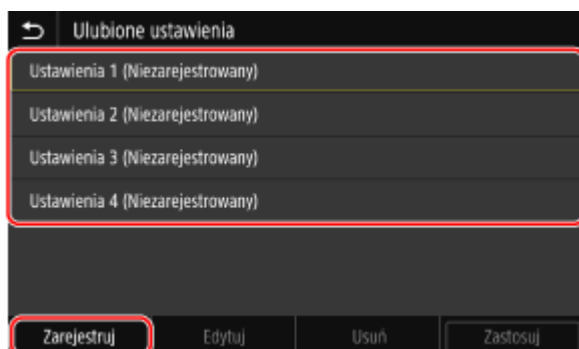 Ulubione ustawienia
Ustawienia 1 (Niezarejestrowany)
Ustawienia 2 (Niezarejestrowany)
Ustawienia 3 (Niezarejestrowany)
Ustawienia 4 (Niezarejestrowany)
Zarejestruj Edytuj Usuń Zastosuj